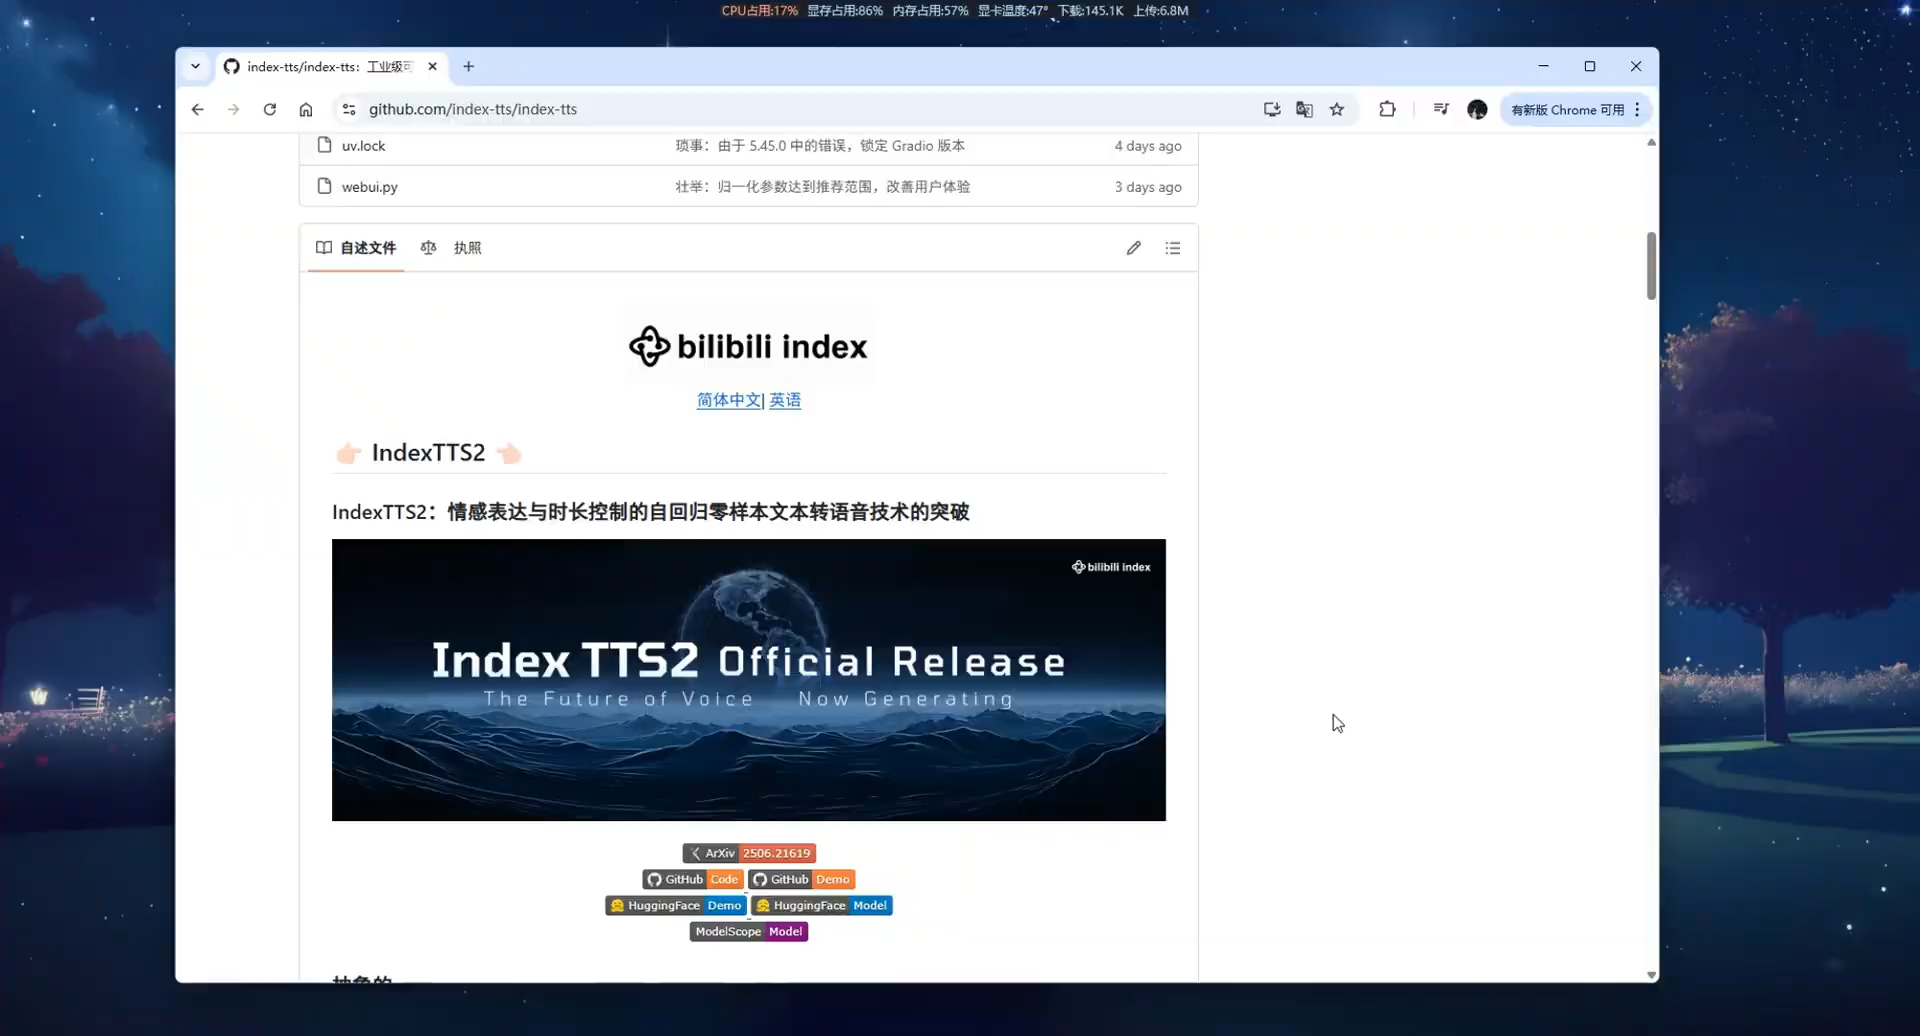 CPU占用:17% 显存占用:86% 内存占用:57% 显卡温度:47° 下载:145.1K 上传:6.8M
index-tts/index-tts: 工业级可
github.com/index-tts/index-tts
有新版 Chrome 可用
uv.lock 琐事：由于 5.45.0 中的错误，锁定 Gradio 版本 4 days ago
webui.py 壮举：归一化参数达到推荐范围，改善用户体验 3 days ago
自述文件 执照
bilibili index
简体中文| 英语
IndexTTS2
IndexTTS2：情感表达与时长控制的自回归零样本文本转语音技术的突破
bilibili index
Index TTS2 Official Release
The Future of Voice Now Generating
ArXiv 2506.21619
GitHub Code GitHub Demo
HuggingFace Demo HuggingFace Model
ModelScope Model
抽象的